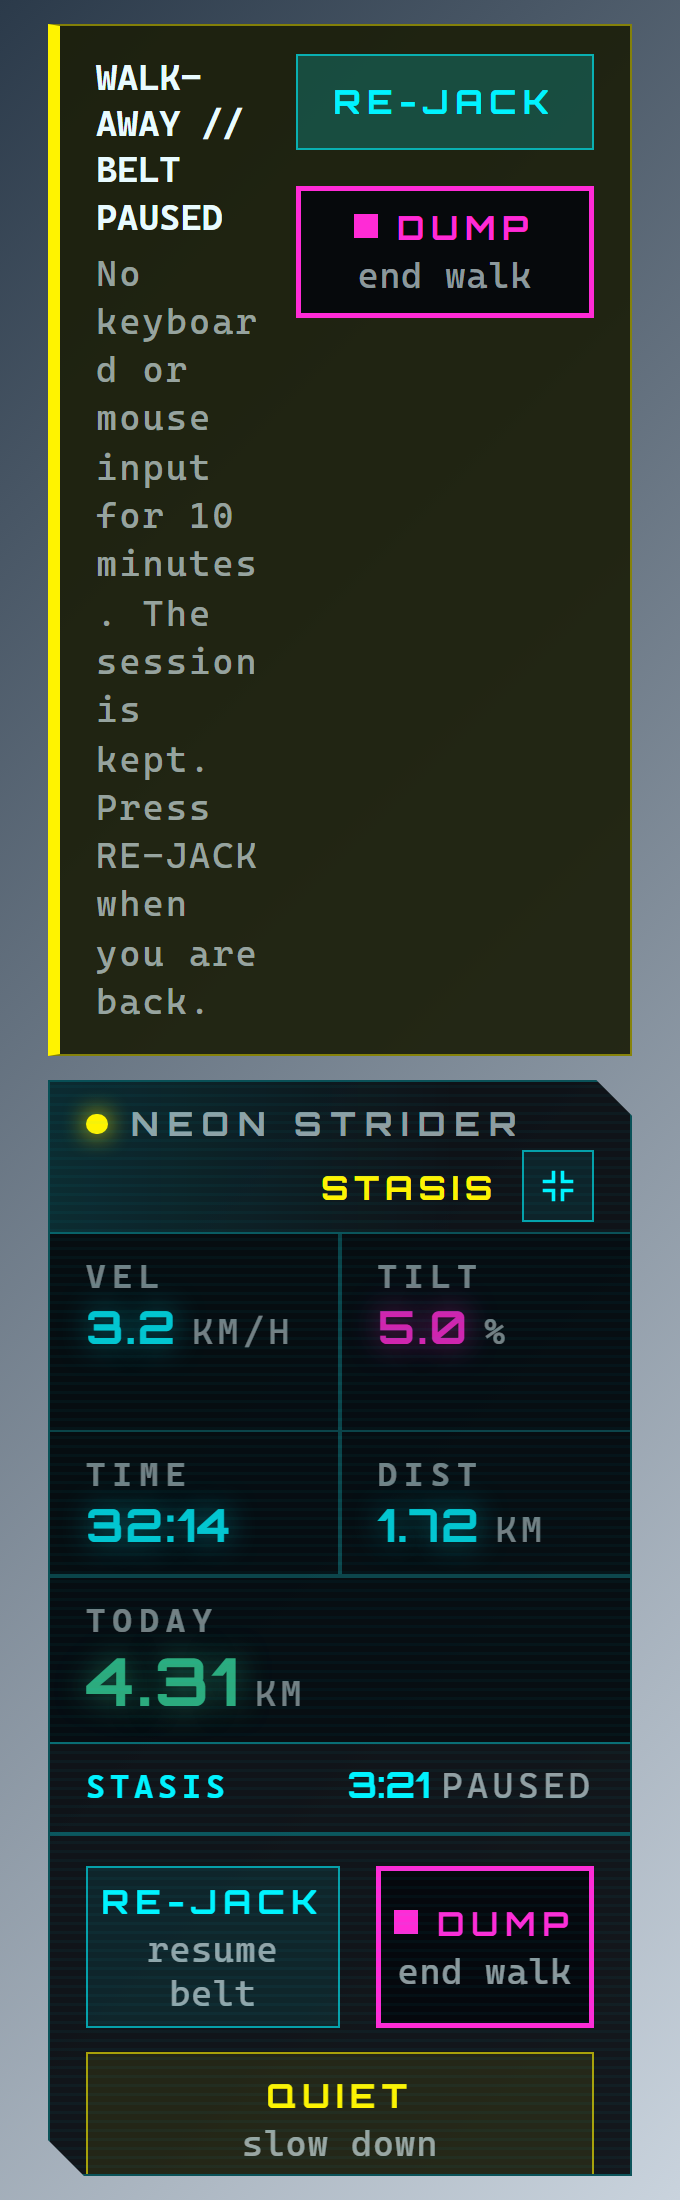 WALK-
AWAY //
BELT
PAUSED
No
keyboar
d or
mouse
input
for 10
minutes
. The
session
is
kept.
Press
RE-JACK
when
you are
back.
RE-JACK
DUMP
end walk
NEON STRIDER
STASIS
VEL
3.2 KM/H
TILT
5.0 %
TIME
32:14
DIST
1.72 KM
TODAY
4.31 KM
STASIS 3:21 PAUSED
RE-JACK
resume
belt
DUMP
end walk
QUIET
slow down